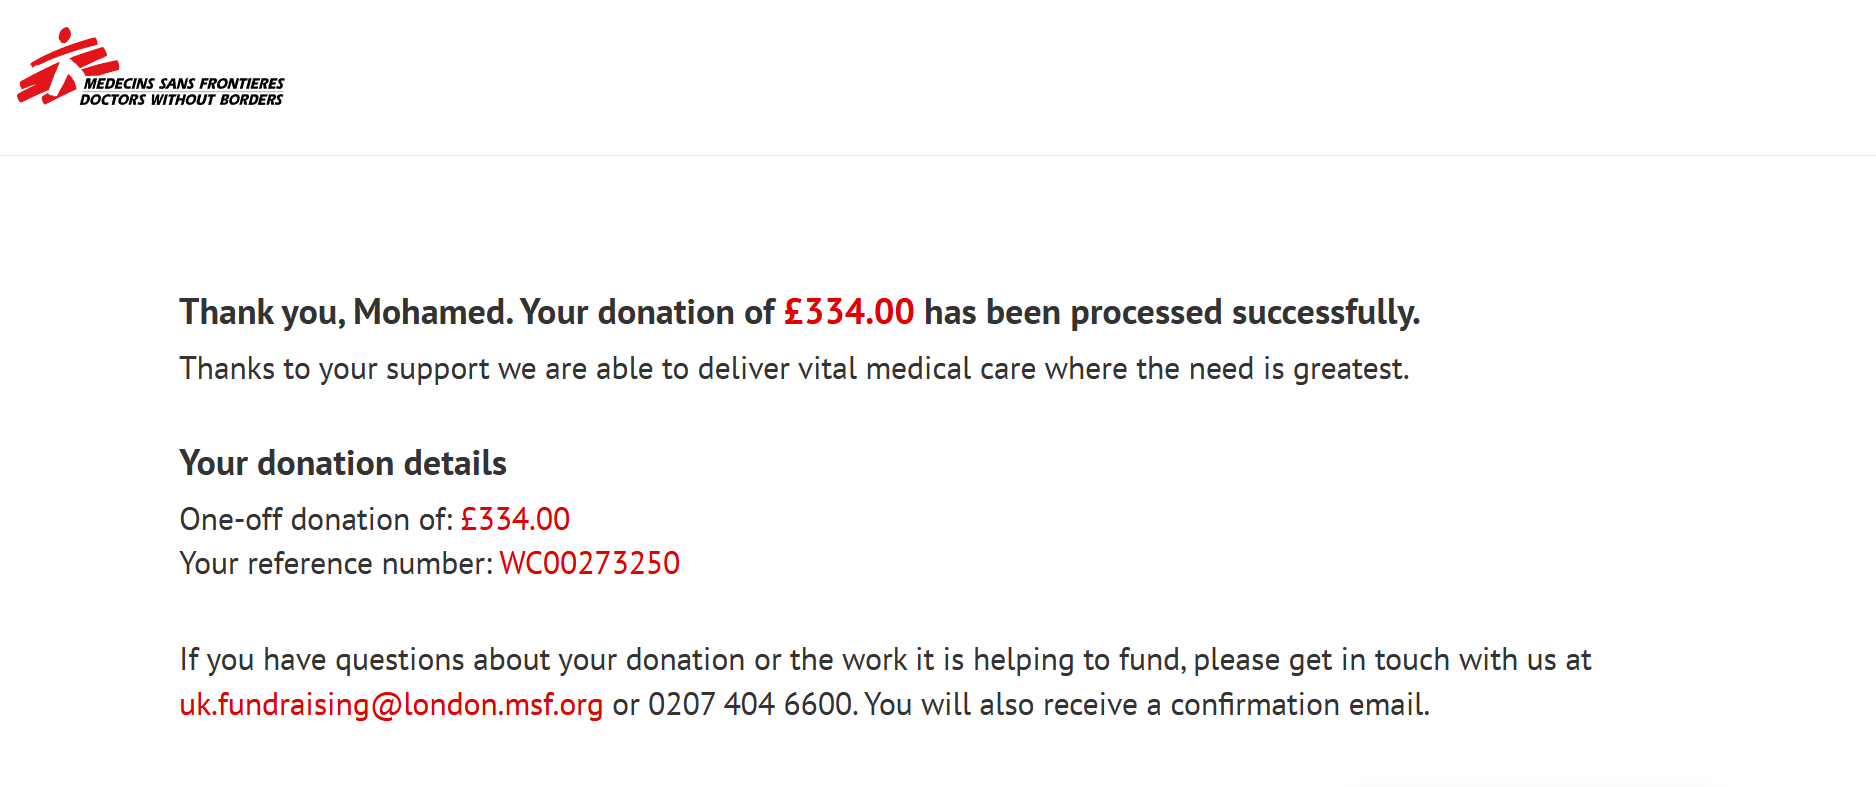 MEDECINS SANS FRONTIERES
DOCTORS WITHOUT BORDERS
Thank you, Mohamed. Your donation of £334.00 has been processed successfully.
Thanks to your support we are able to deliver vital medical care where the need is greatest.
Your donation details
One-off donation of: £334.00
Your reference number: WC00273250
If you have questions about your donation or the work it is helping to fund, please get in touch with us at
uk.fundraising@london.msf.org or 0207 404 6600. You will also receive a confirmation email.